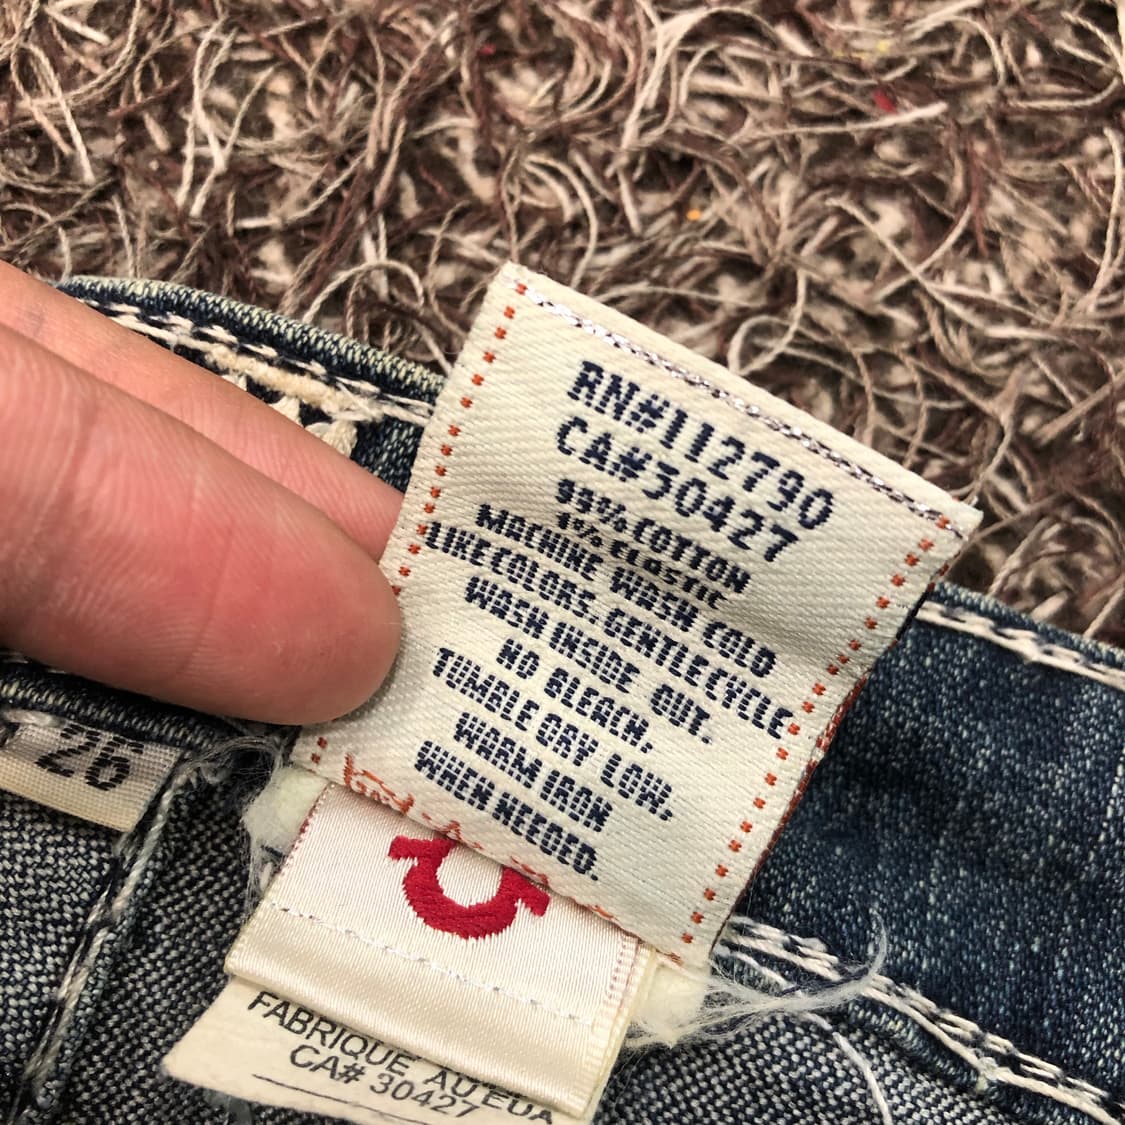 RN#112790
CA#30427
99% COTTON
1% ELASTIC
MACHINE WASH COLD
LIKE COLORS. GENTLE CYCLE
WASH INSIDE OUT.
NO BLEACH.
TUMBLE DRY LOW.
WARM IRON
WHEN NEEDED.
26
FABRIQUE AU EUA
CA# 30427